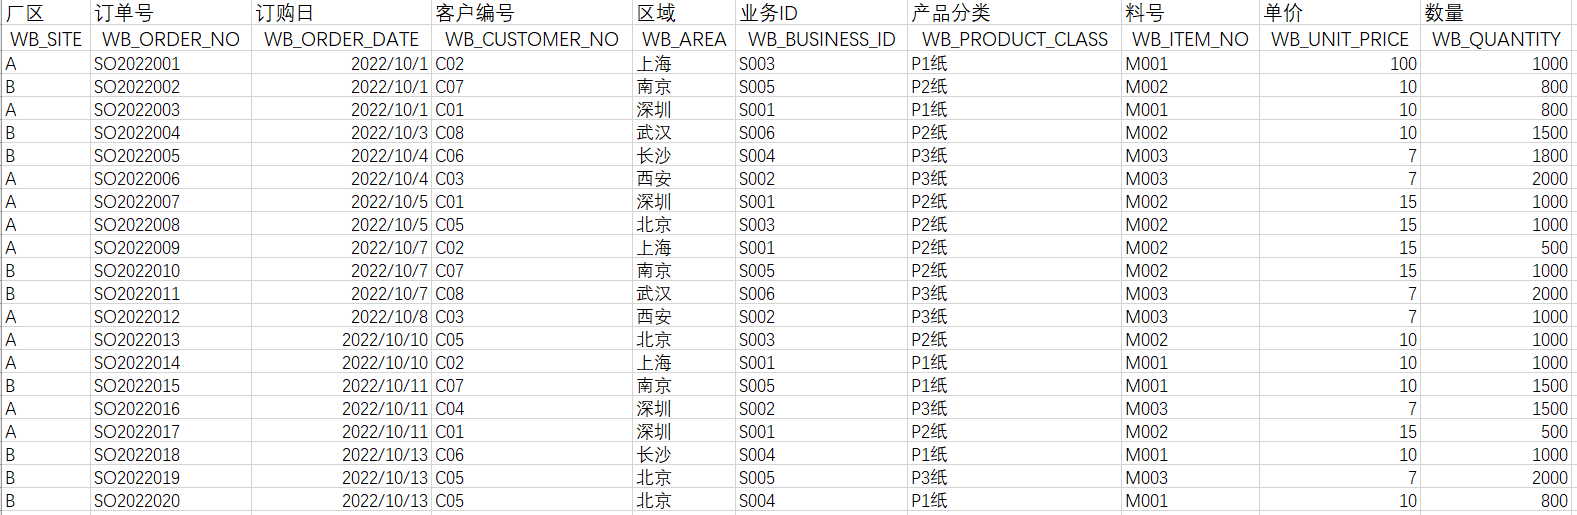 厂区 订单号 订购日 客户编号 区域 业务ID 产品分类 料号 单价 数量
WB_SITE WB_ORDER_NO WB_ORDER_DATE WB_CUSTOMER_NO WB_AREA WB_BUSINESS_ID WB_PRODUCT_CLASS WB_ITEM_NO WB_UNIT_PRICE WB_QUANTITY
A SO2022001 2022/10/1 C02 上海 S003 P1纸 M001 100 1000
B SO2022002 2022/10/1 C07 南京 S005 P2纸 M002 10 800
A SO2022003 2022/10/1 C01 深圳 S001 P1纸 M001 10 800
B SO2022004 2022/10/3 C08 武汉 S006 P2纸 M002 10 1500
B SO2022005 2022/10/4 C06 长沙 S004 P3纸 M003 7 1800
A SO2022006 2022/10/4 C03 西安 S002 P3纸 M003 7 2000
A SO2022007 2022/10/5 C01 深圳 S001 P2纸 M002 15 1000
A SO2022008 2022/10/5 C05 北京 S003 P2纸 M002 15 1000
A SO2022009 2022/10/7 C02 上海 S001 P2纸 M002 15 500
B SO2022010 2022/10/7 C07 南京 S005 P2纸 M002 15 1000
B SO2022011 2022/10/7 C08 武汉 S006 P3纸 M003 7 2000
A SO2022012 2022/10/8 C03 西安 S002 P3纸 M003 7 1000
A SO2022013 2022/10/10 C05 北京 S003 P2纸 M002 10 1000
A SO2022014 2022/10/10 C02 上海 S001 P1纸 M001 10 1000
B SO2022015 2022/10/11 C07 南京 S005 P1纸 M001 10 1500
A SO2022016 2022/10/11 C04 深圳 S002 P3纸 M003 7 1500
A SO2022017 2022/10/11 C01 深圳 S001 P2纸 M002 15 500
B SO2022018 2022/10/13 C06 长沙 S004 P1纸 M001 10 1000
B SO2022019 2022/10/13 C05 北京 S005 P3纸 M003 7 2000
B SO2022020 2022/10/13 C05 北京 S004 P1纸 M001 10 800